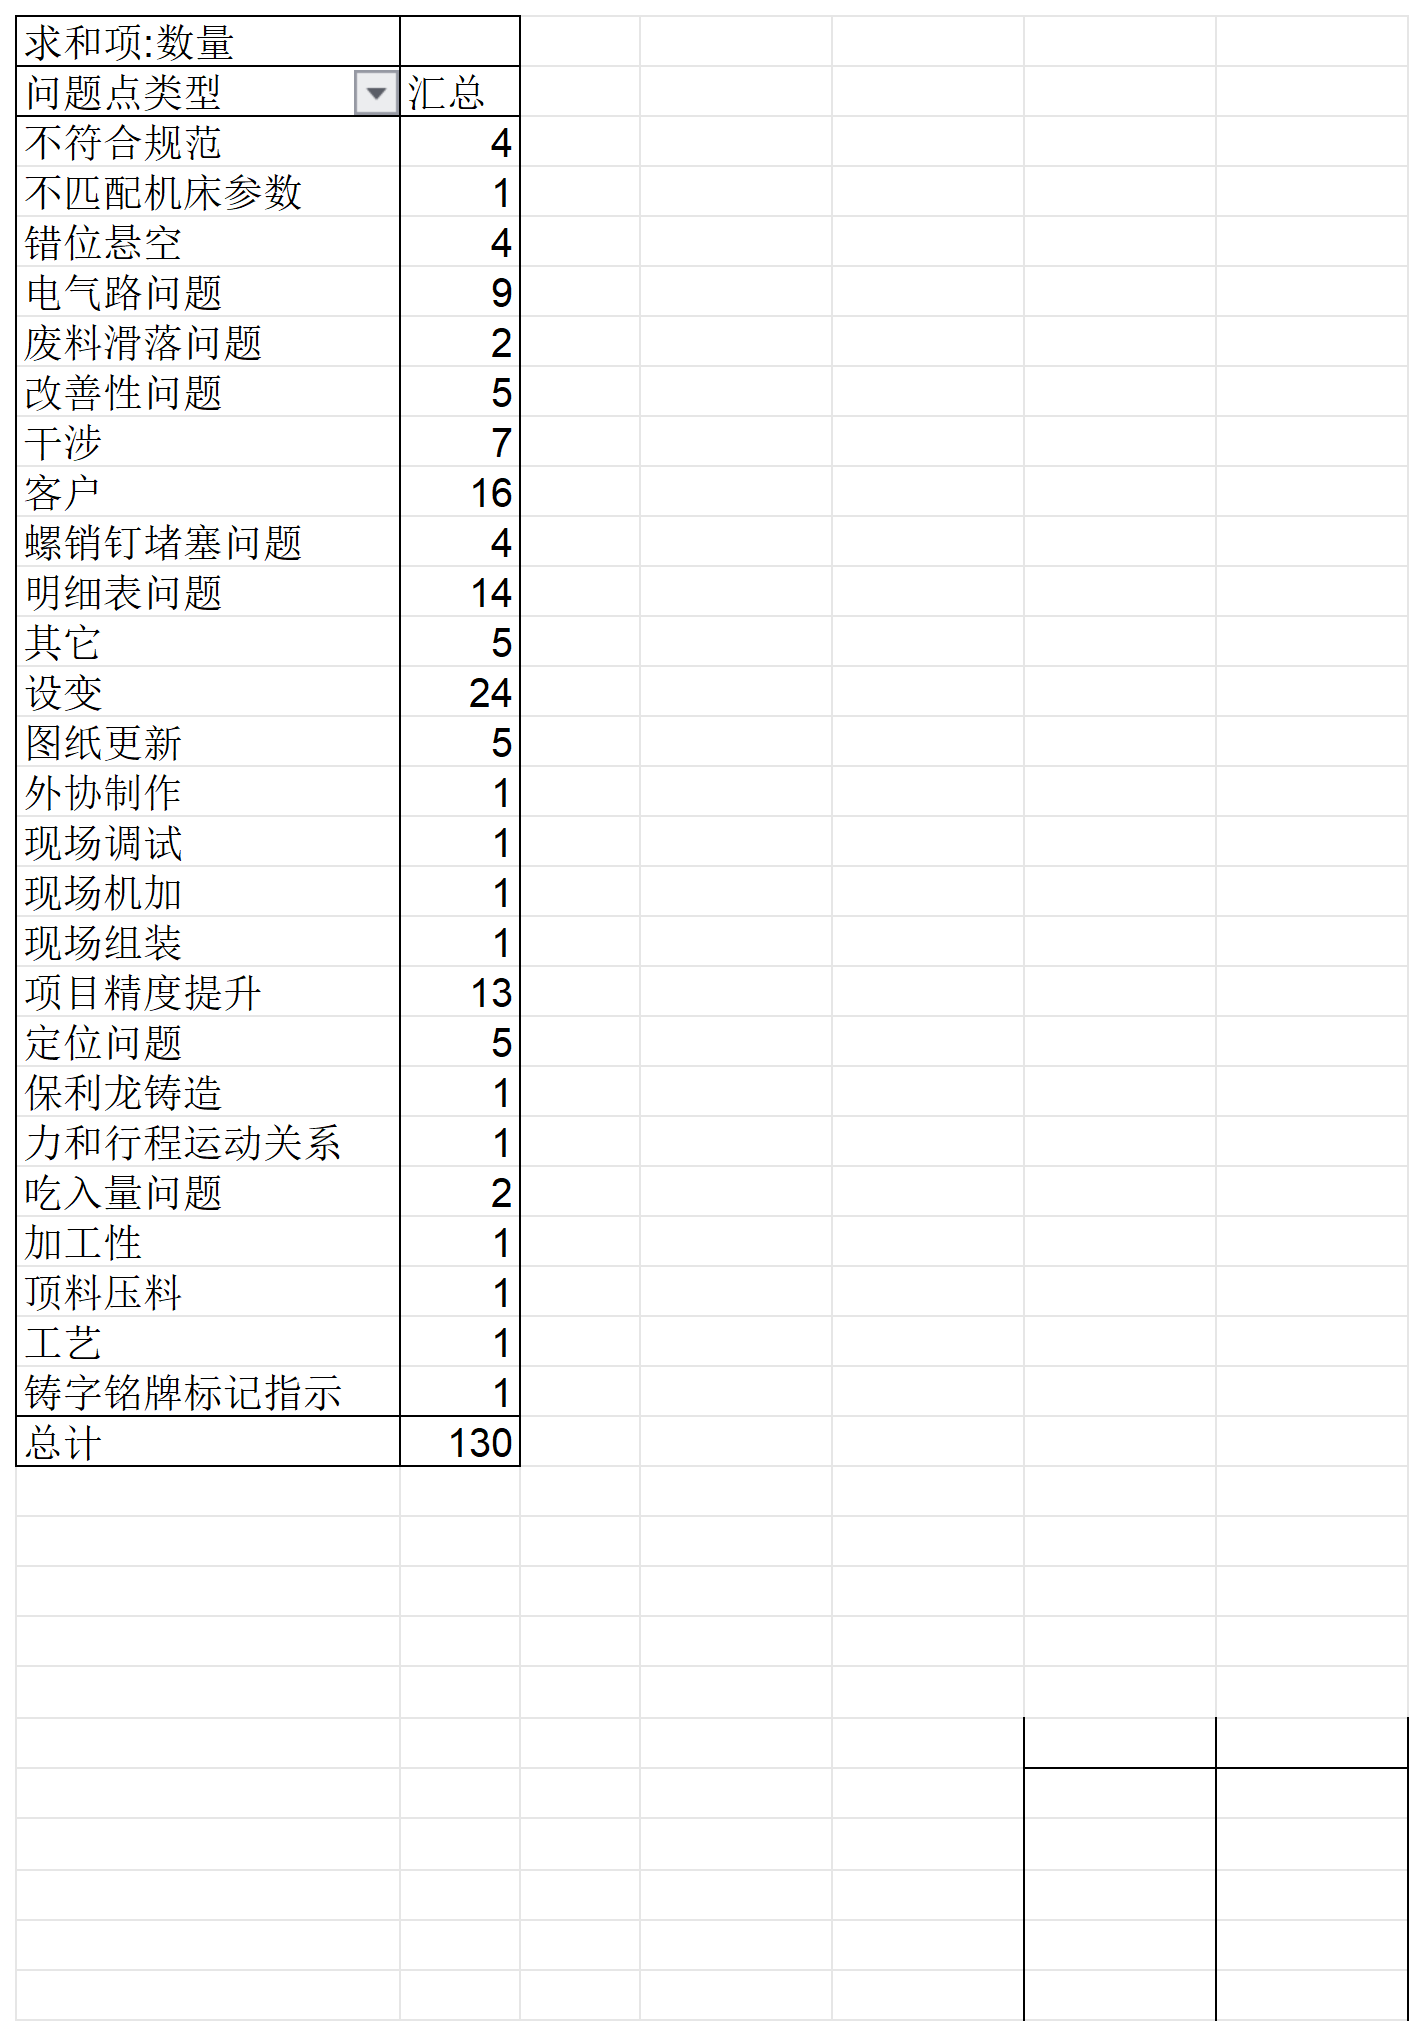 求和项:数量
问题点类型 汇总
不符合规范 4
不匹配机床参数 1
错位悬空 4
电气路问题 9
废料滑落问题 2
改善性问题 5
干涉 7
客户 16
螺销钉堵塞问题 4
明细表问题 14
其它 5
设变 24
图纸更新 5
外协制作 1
现场调试 1
现场机加 1
现场组装 1
项目精度提升 13
定位问题 5
保利龙铸造 1
力和行程运动关系 1
吃入量问题 2
加工性 1
顶料压料 1
工艺 1
铸字铭牌标记指示 1
总计 130